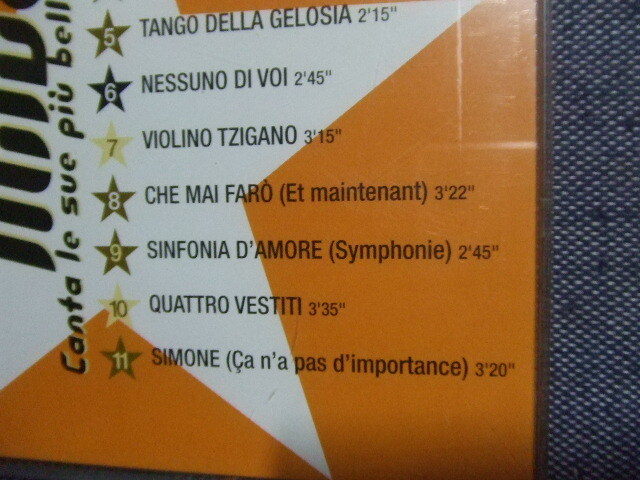 Canta le sue più bell
5 TANGO DELLA GELOSIA 2'15"
6 NESSUNO DI VOI 2'45"
7 VIOLINO TZIGANO 3'15"
8 CHE MAI FARÒ (Et maintenant) 3'22"
9 SINFONIA D'AMORE (Symphonie) 2'45"
10 QUATTRO VESTITI 3'35"
11 SIMONE (Ça n'a pas d'importance) 3'20"